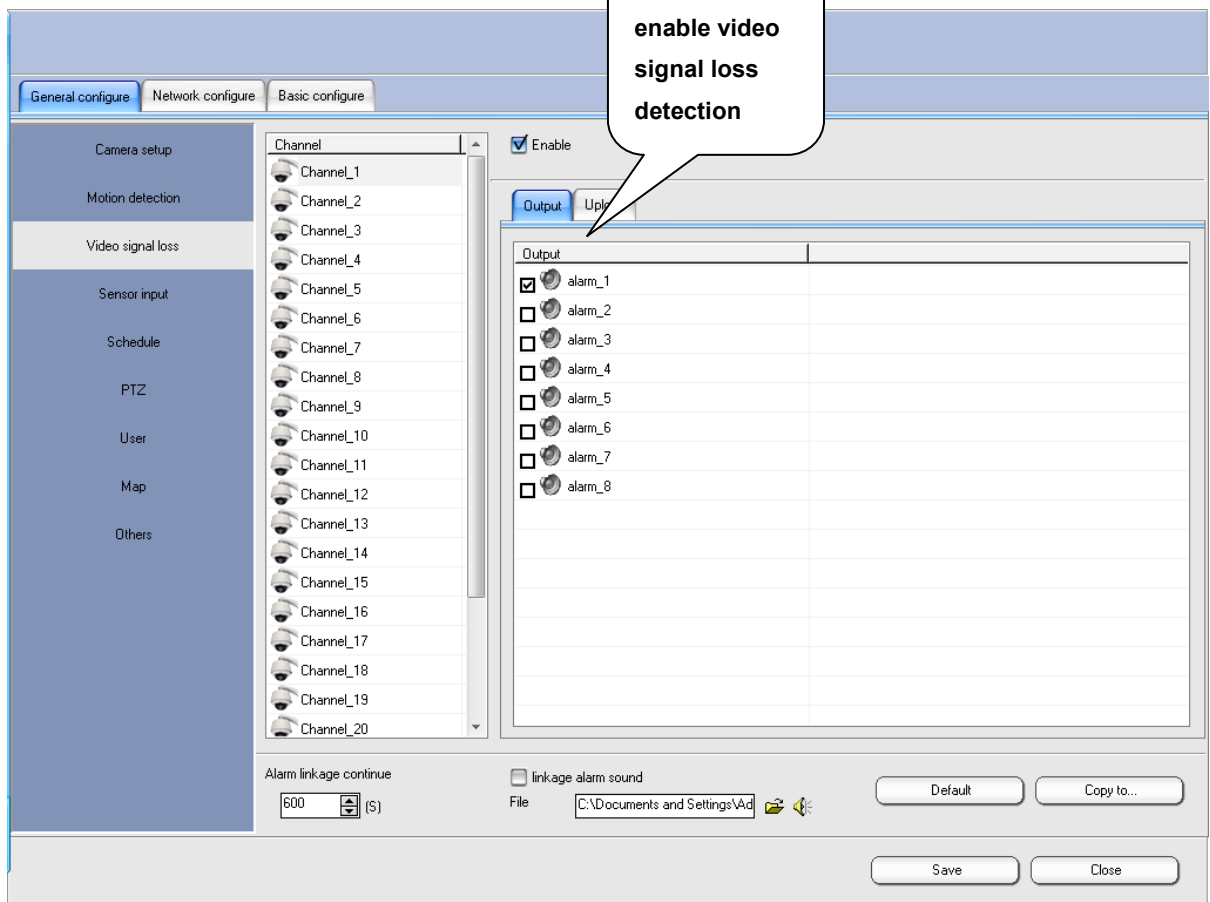 enable video
signal loss
detection
General configure
Network configure
Basic configure
Camera setup
Motion detection
Video signal loss
Sensor input
Schedule
PTZ
User
Map
Others
Channel
Channel_1
Channel_2
Channel_3
Channel_4
Channel_5
Channel_6
Channel_7
Channel_8
Channel_9
Channel_10
Channel_11
Channel_12
Channel_13
Channel_14
Channel_15
Channel_16
Channel_17
Channel_18
Channel_19
Channel_20
Enable
Output
Output
alarm_1
alarm_2
alarm_3
alarm_4
alarm_5
alarm_6
alarm_7
alarm_8
Alarm linkage continue
600 (S)
linkage alarm sound
File C:\Documents and Settings\Ad
Default
Copy to...
Save
Close